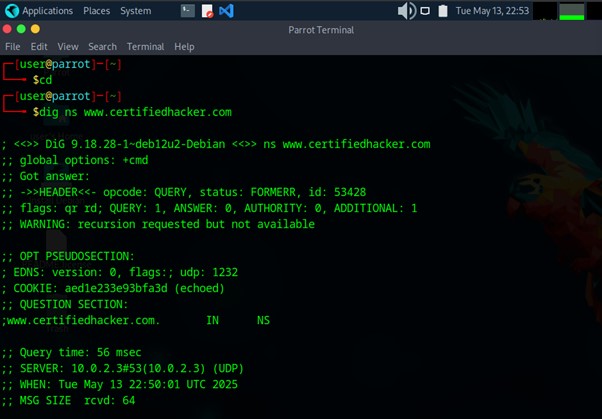 Applications Places System Tue May 13, 22:53
Parrot Terminal
File Edit View Search Terminal Help
┌─[user@parrot]─[~]
└──╼ $cd
┌─[user@parrot]─[~]
└──╼ $dig ns www.certifiedhacker.com
; <<>> DiG 9.18.28-1~deb12u2-Debian <<>> ns www.certifiedhacker.com
;; global options: +cmd
;; Got answer:
;; ->>HEADER<<- opcode: QUERY, status: FORMERR, id: 53428
;; flags: qr rd; QUERY: 1, ANSWER: 0, AUTHORITY: 0, ADDITIONAL: 1
;; WARNING: recursion requested but not available
;; OPT PSEUDOSECTION:
; EDNS: version: 0, flags:; udp: 1232
; COOKIE: aed1e233e93bfa3d (echoed)
;; QUESTION SECTION:
;www.certifiedhacker.com. IN NS
;; Query time: 56 msec
;; SERVER: 10.0.2.3#53(10.0.2.3) (UDP)
;; WHEN: Tue May 13 22:50:01 UTC 2025
;; MSG SIZE rcvd: 64